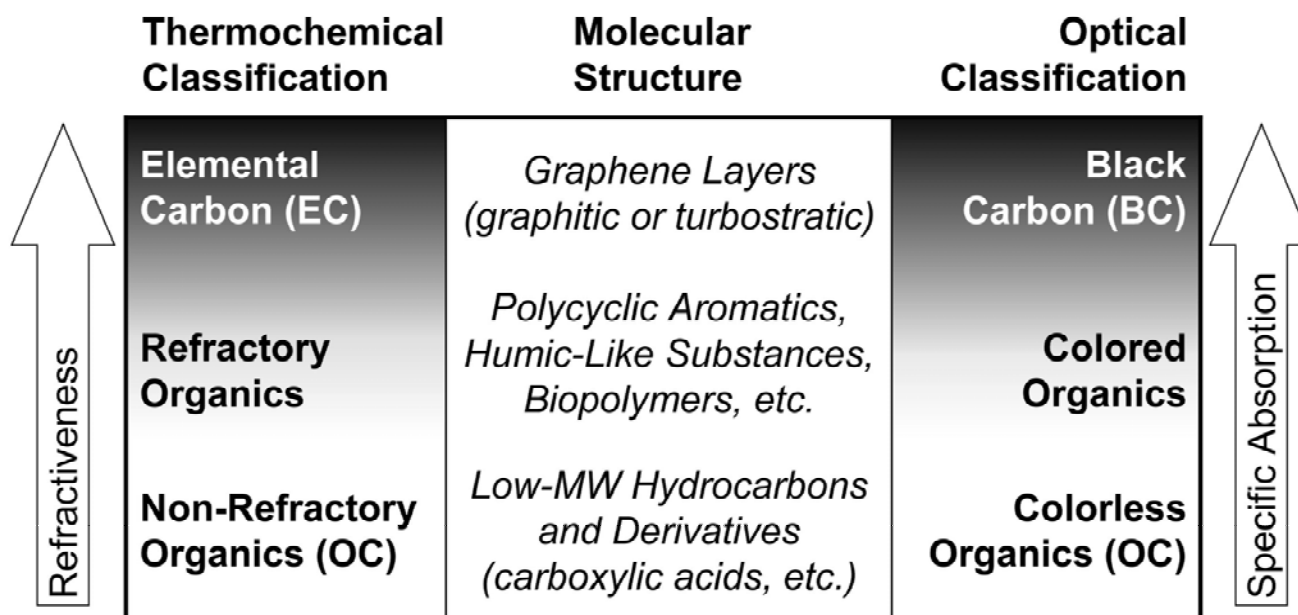 Thermochemical
Classification
Molecular
Structure
Optical
Classification
Refractiveness
Elemental
Carbon (EC)
Graphene Layers
(graphitic or turbostratic)
Black
Carbon (BC)
Refractory
Organics
Polycyclic Aromatics,
Humic-Like Substances,
Biopolymers, etc.
Colored
Organics
Non-Refractory
Organics (OC)
Low-MW Hydrocarbons
and Derivatives
(carboxylic acids, etc.)
Colorless
Organics (OC)
Specific Absorption